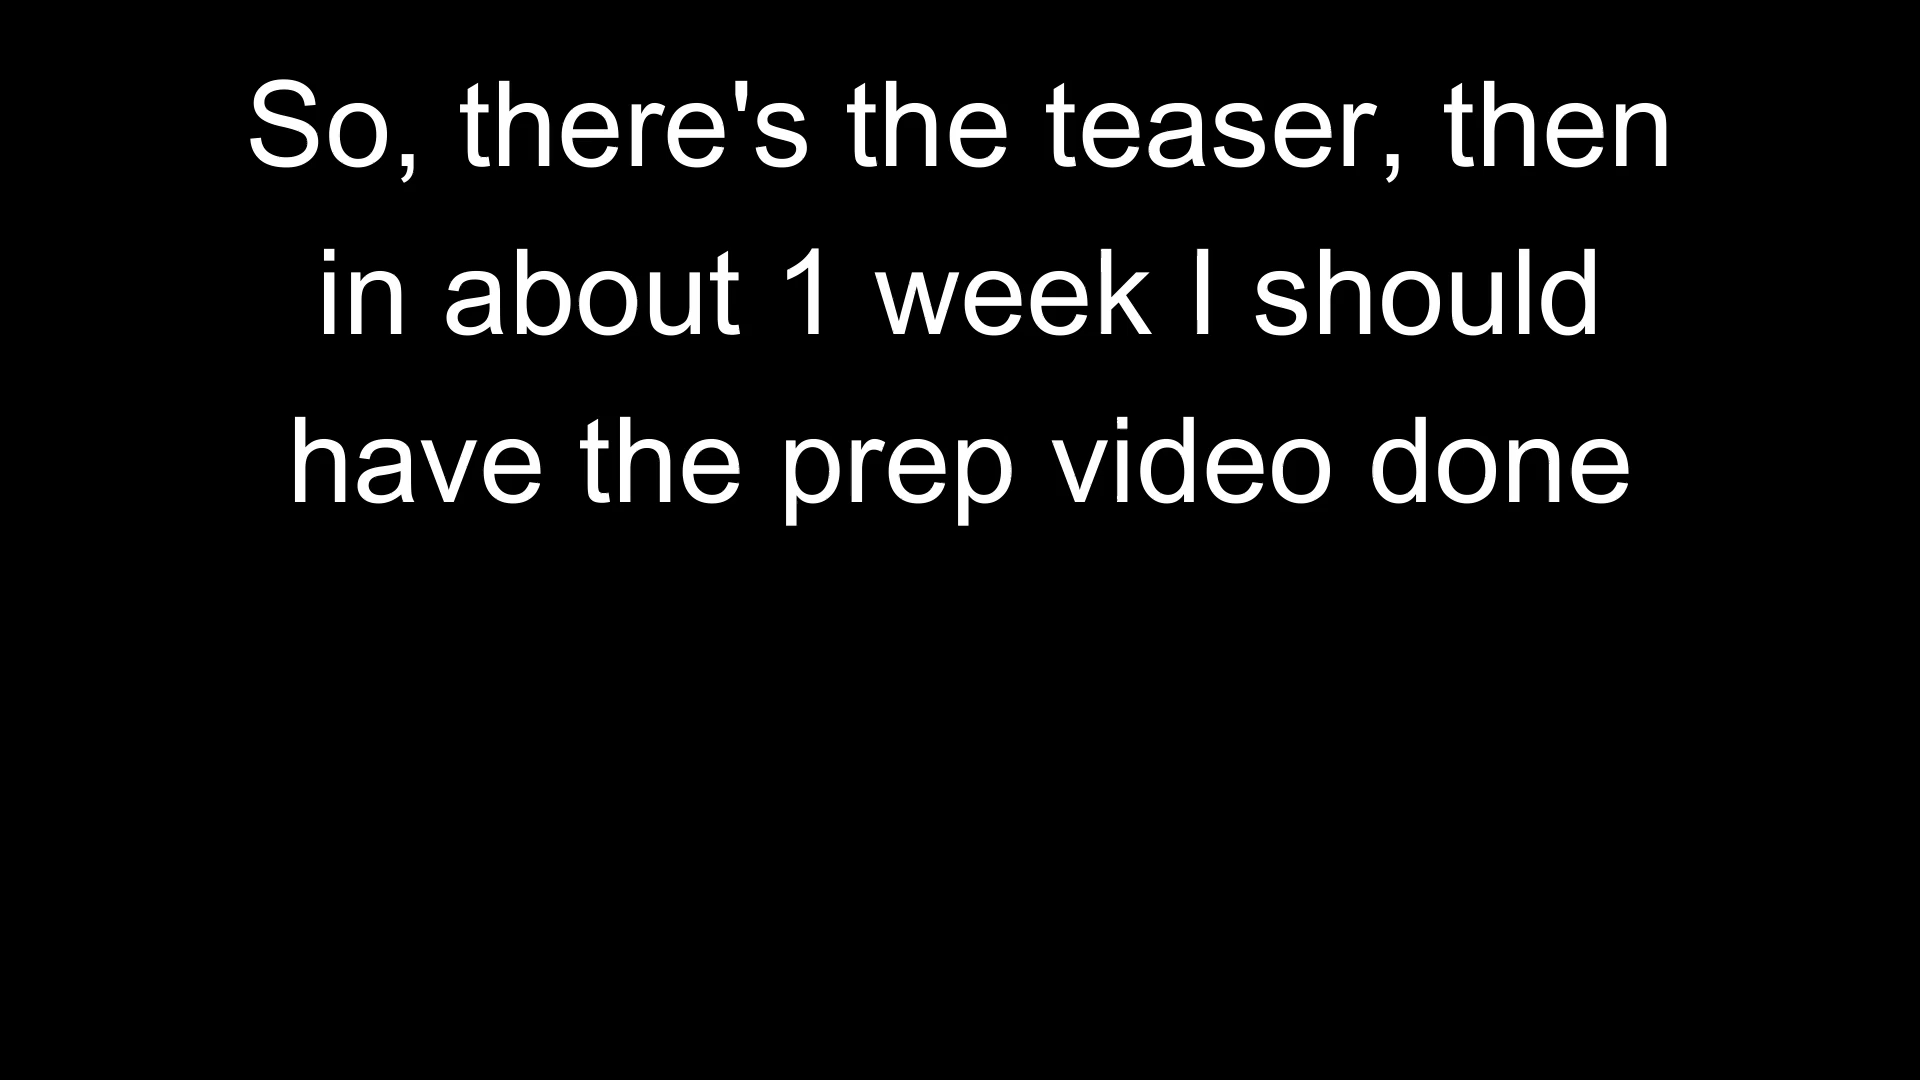 So, there's the teaser, then
in about 1 week I should
have the prep video done